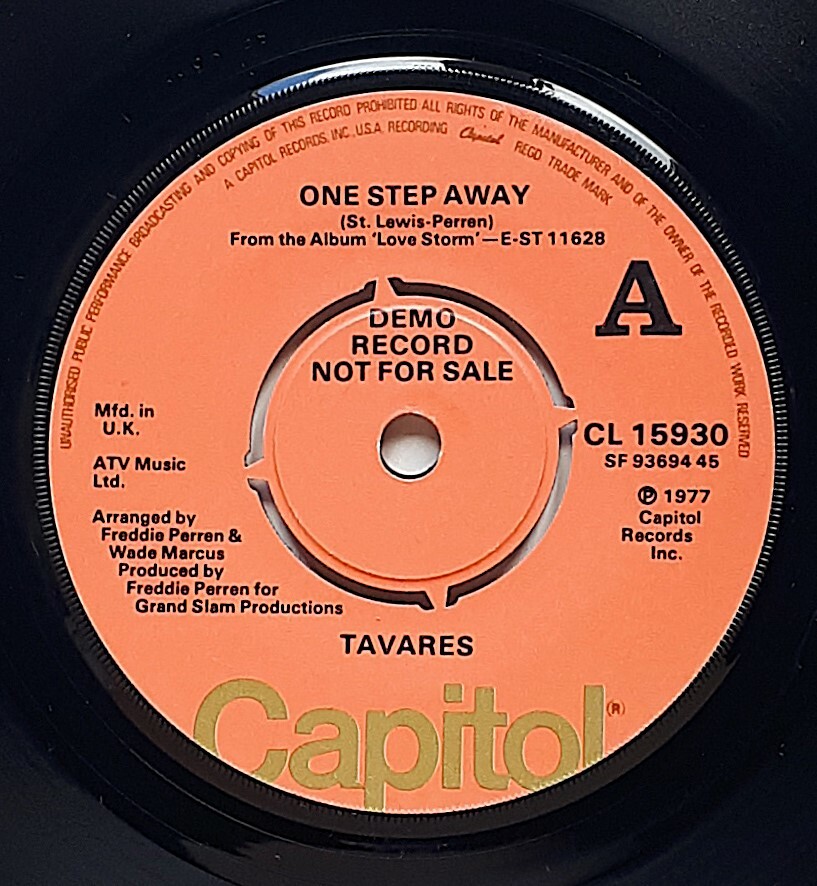 UNAUTHORISED PUBLIC PERFORMANCE BROADCASTING AND COPYING OF THIS RECORD PROHIBITED ALL RIGHTS OF THE MANUFACTURER AND OF THE OWNER OF THE RECORDED WORK RESERVED
A CAPITOL RECORDS, INC., U.S.A. RECORDING Capitol REGD. TRADE MARK
ONE STEP AWAY
(St. Lewis-Perren)
From the Album 'Love Storm'—E-ST 11628
A
DEMO
RECORD
NOT FOR SALE
Mfd. in
U.K.
ATV Music
Ltd.
Arranged by
Freddie Perren &
Wade Marcus
Produced by
Freddie Perren for
Grand Slam Productions
CL 15930
SF 93694 45
℗ 1977
Capitol
Records
Inc.
TAVARES
Capitol(R)